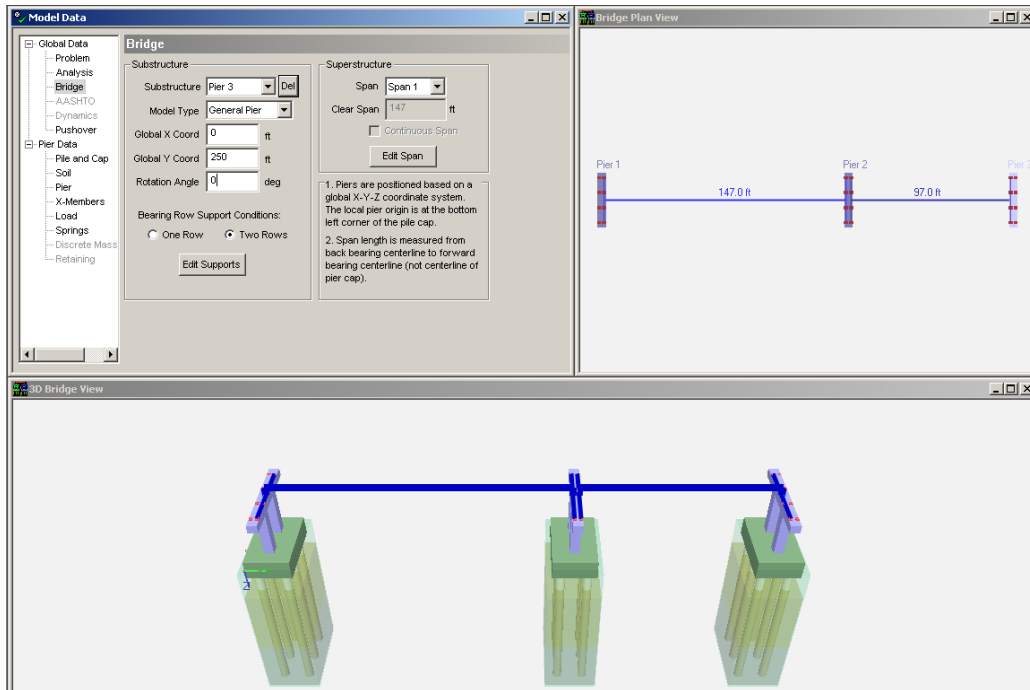 Model Data
Global Data
Problem
Analysis
Bridge
AASHTO
Dynamics
Pushover
Pier Data
Pile and Cap
Soil
Pier
X-Members
Load
Springs
Discrete Mass
Retaining
Bridge
Substructure
Substructure Pier 3 Del
Model Type General Pier
Global X Coord 0 ft
Global Y Coord 250 ft
Rotation Angle 0 deg
Bearing Row Support Conditions:
One Row Two Rows
Edit Supports
Superstructure
Span Span 1
Clear Span 147 ft
Continuous Span
Edit Span
1. Piers are positioned based on a
global X-Y-Z coordinate system.
The local pier origin is at the bottom
left corner of the pile cap.
2. Span length is measured from
back bearing centerline to forward
bearing centerline (not centerline of
pier cap).
Bridge Plan View
Pier 1 Pier 2 Pier 3
147.0 ft 97.0 ft
3D Bridge View
Z